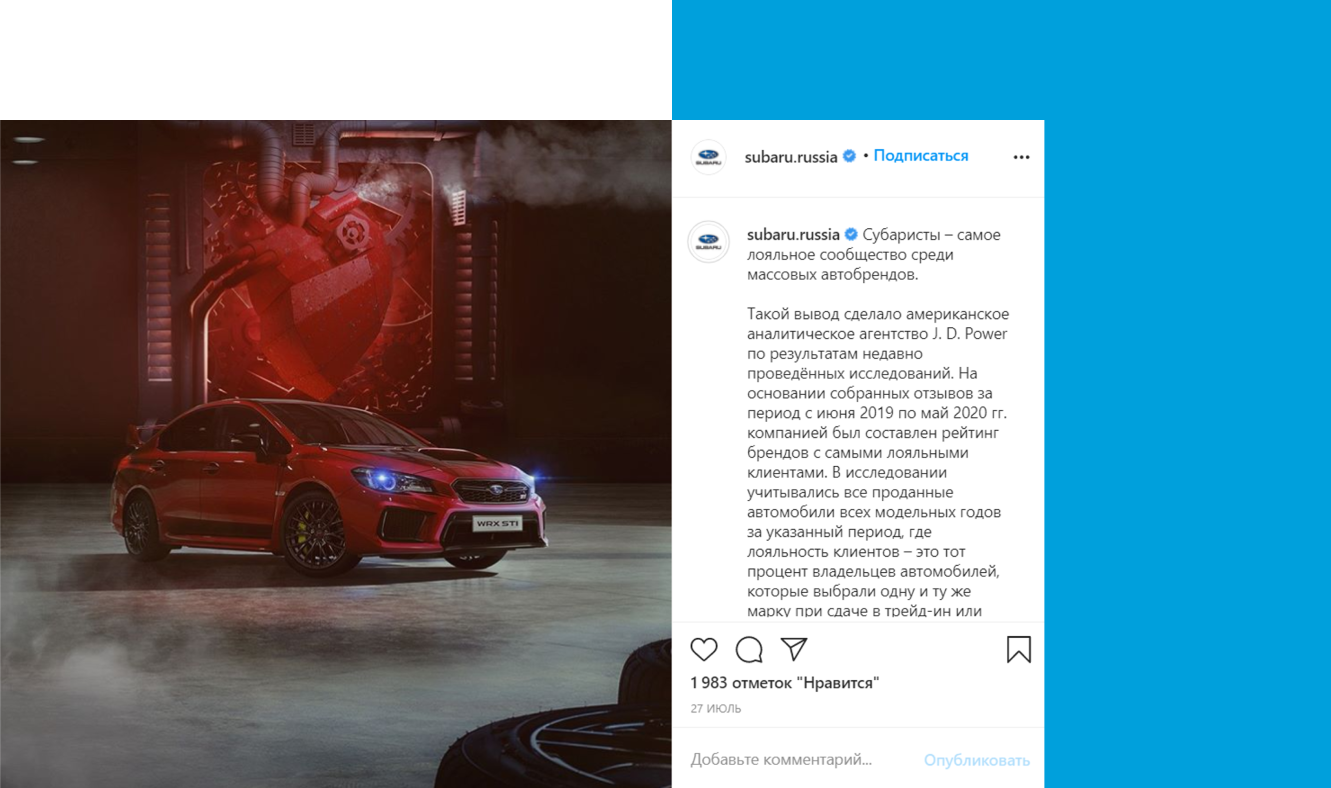 WRX STI
SUBARU
subaru.russia • Подписаться
SUBARU
subaru.russia Субаристы – самое
лояльное сообщество среди
массовых автобрендов.
Такой вывод сделало американское
аналитическое агентство J. D. Power
по результатам недавно
проведённых исследований. На
основании собранных отзывов за
период с июня 2019 по май 2020 гг.
компанией был составлен рейтинг
брендов с самыми лояльными
клиентами. В исследовании
учитывались все проданные
автомобили всех модельных годов
за указанный период, где
лояльность клиентов – это тот
процент владельцев автомобилей,
которые выбрали одну и ту же
марку при сдаче в трейд-ин или
1 983 отметок "Нравится"
27 ИЮЛЬ
Добавьте комментарий... Опубликовать